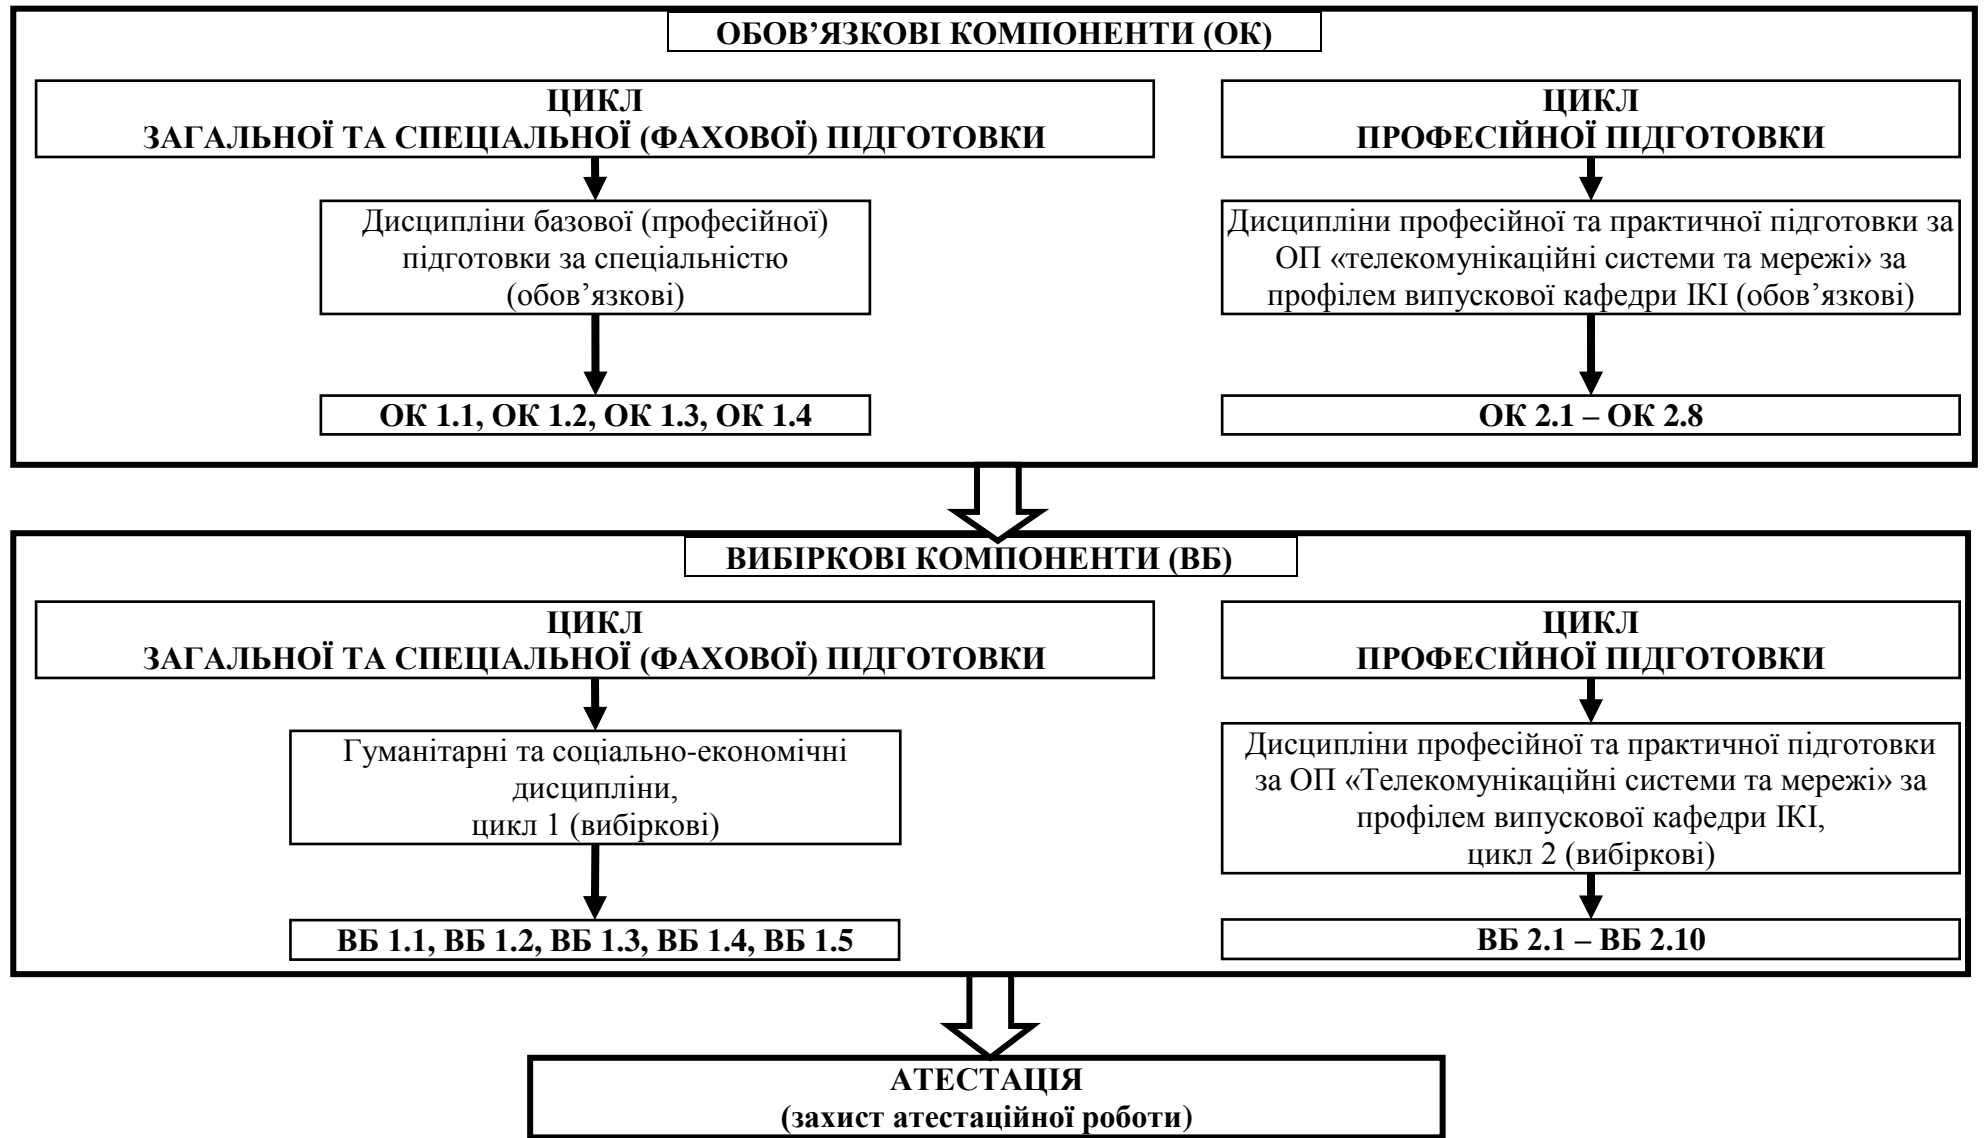 ОБОВ’ЯЗКОВІ КОМПОНЕНТИ (ОК)
ЦИКЛ
ЗАГАЛЬНОЇ ТА СПЕЦІАЛЬНОЇ (ФАХОВОЇ) ПІДГОТОВКИ
Дисципліни базової (професійної)
підготовки за спеціальністю
(обов’язкові)
ОК 1.1, ОК 1.2, ОК 1.3, ОК 1.4
ЦИКЛ
ПРОФЕСІЙНОЇ ПІДГОТОВКИ
Дисципліни професійної та практичної підготовки за
ОП «телекомунікаційні системи та мережі» за
профілем випускової кафедри ІКІ (обов’язкові)
ОК 2.1 – ОК 2.8
ВИБІРКОВІ КОМПОНЕНТИ (ВБ)
ЦИКЛ
ЗАГАЛЬНОЇ ТА СПЕЦІАЛЬНОЇ (ФАХОВОЇ) ПІДГОТОВКИ
Гуманітарні та соціально-економічні
дисципліни,
цикл 1 (вибіркові)
ВБ 1.1, ВБ 1.2, ВБ 1.3, ВБ 1.4, ВБ 1.5
ЦИКЛ
ПРОФЕСІЙНОЇ ПІДГОТОВКИ
Дисципліни професійної та практичної підготовки
за ОП «Телекомунікаційні системи та мережі» за
профілем випускової кафедри ІКІ,
цикл 2 (вибіркові)
ВБ 2.1 – ВБ 2.10
АТЕСТАЦІЯ
(захист атестаційної роботи)